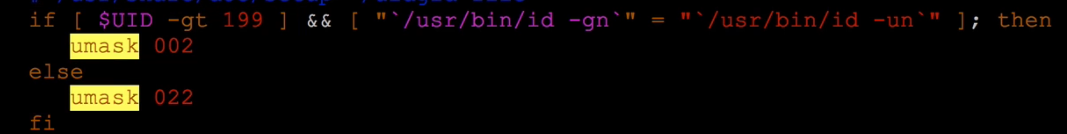 if [ $UID -gt 199 ] && [ "`/usr/bin/id -gn`" = "`/usr/bin/id -un`" ]; then
umask 002
else
umask 022
fi